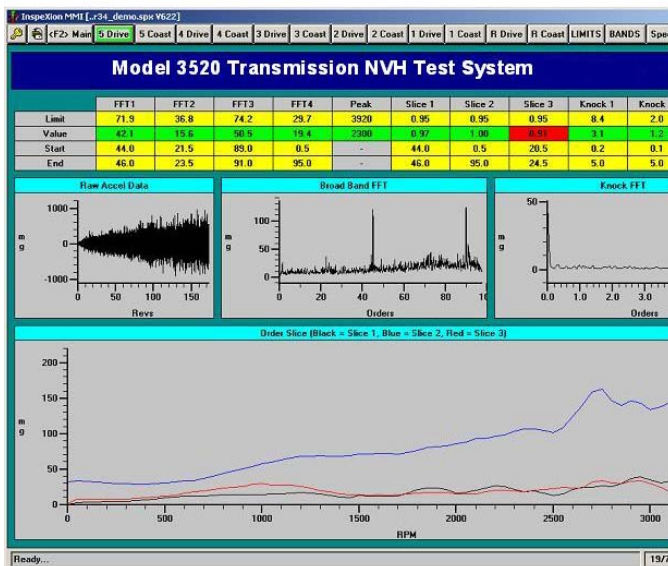 InspeXion MMI [..r34_demo.spx V622]
<F2> Main 5 Drive 5 Coast 4 Drive 4 Coast 3 Drive 3 Coast 2 Drive 2 Coast 1 Drive 1 Coast R Drive R Coast LIMITS BANDS Spe
Model 3520 Transmission NVH Test System
FFT1 FFT2 FFT3 FFT4 Peak Slice 1 Slice 2 Slice 3 Knock 1 Knock
Limit 71.9 36.8 74.2 29.7 3920 0.95 0.95 0.95 8.4 2.0
Value 42.1 15.6 50.5 19.4 2300 0.97 1.00 0.91 3.1 1.2
Start 44.0 21.5 89.0 0.5 - 44.0 0.5 20.5 0.2 0.1
End 46.0 23.5 91.0 95.0 - 46.0 95.0 24.5 5.0 5.0
Raw Accel Data
m g
1000
0
-1000
0 50 100 150
Revs
Broad Band FFT
m g
100
50
0
0 20 40 60 80 10
Orders
Knock FFT
m g
50
0
0.0 1.0 2.0 3.0
Orders
Order Slice (Black = Slice 1, Blue = Slice 2, Red = Slice 3)
m g
200
150
100
50
0
0 500 1000 1500 2000 2500 3000
RPM
Ready...
19/7